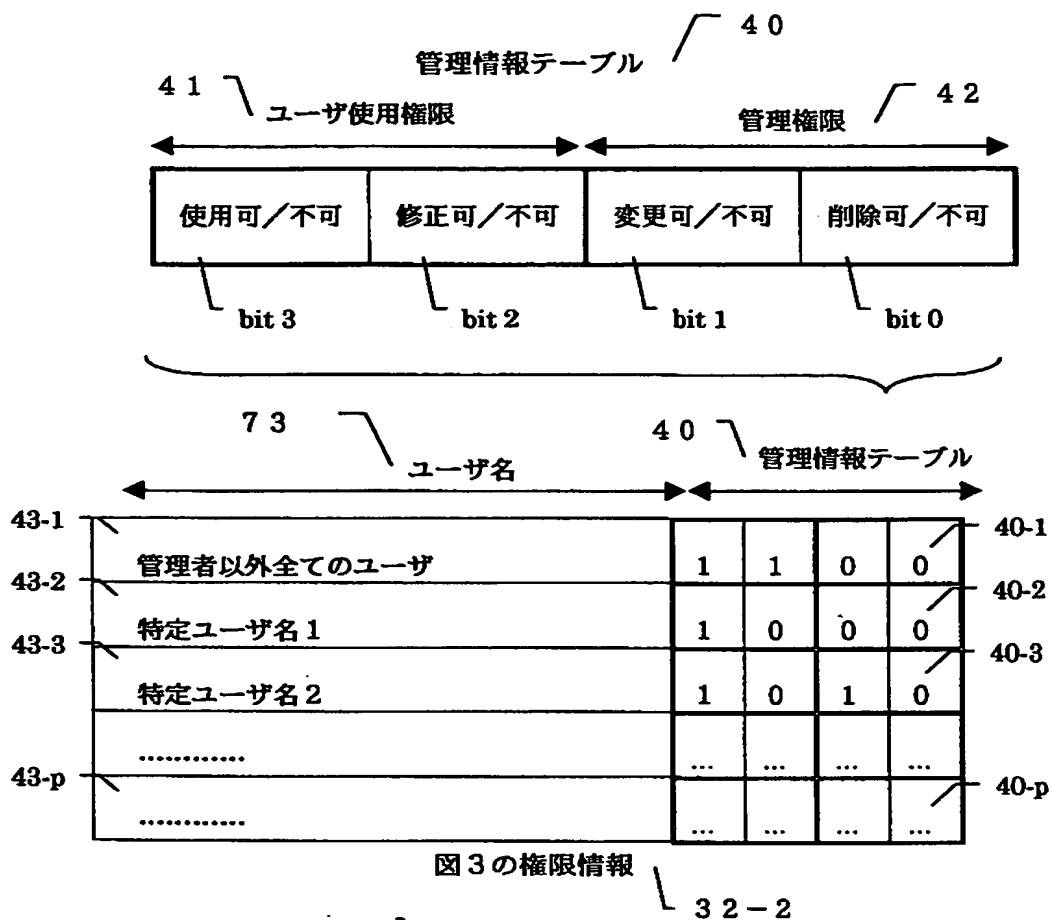 ４０
管理情報テーブル
４１ ４２
ユーザ使用権限 管理権限
使用可／不可 修正可／不可 変更可／不可 削除可／不可
bit 3 bit 2 bit 1 bit 0
７３ ４０
ユーザ名 管理情報テーブル
43-1 40-1
管理者以外全てのユーザ 1 1 0 0
43-2 40-2
特定ユーザ名１ 1 0 0 0
43-3 40-3
特定ユーザ名２ 1 0 1 0
............ ... ... ... ...
43-p 40-p
............ ... ... ... ...
図３の権限情報
３２－２